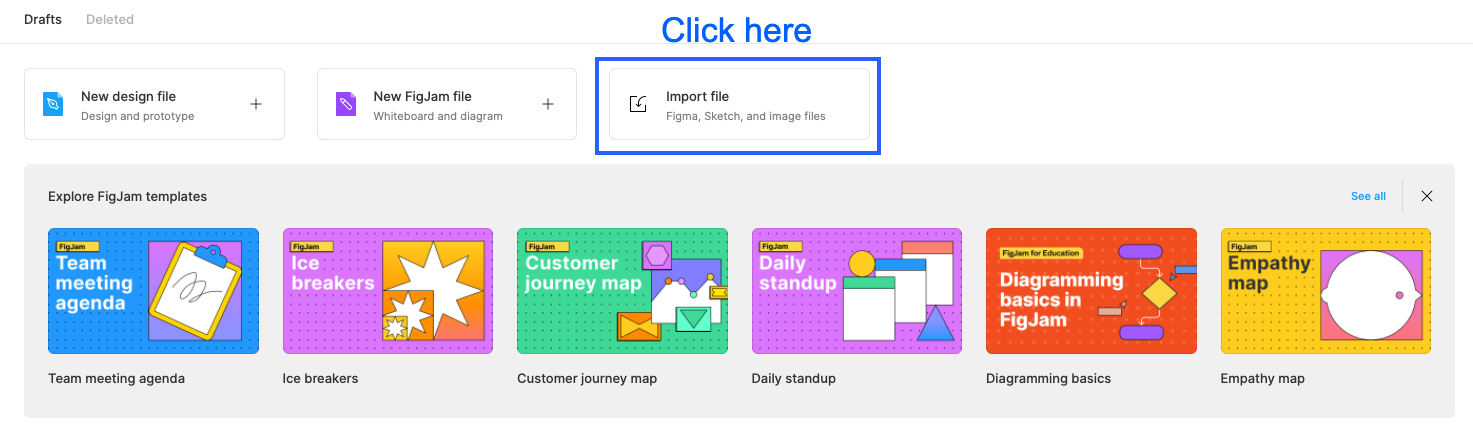 Drafts Deleted
Click here
New design file
Design and prototype
New FigJam file
Whiteboard and diagram
Import file
Figma, Sketch, and image files
Explore FigJam templates
See all
FigJam
Team
meeting
agenda
Team meeting agenda
FigJam
Ice
breakers
Ice breakers
FigJam
Customer
journey map
Customer journey map
FigJam
Daily
standup
Daily standup
FigJam for Education
Diagramming
basics in
FigJam
Diagramming basics
FigJam
Empathy
map
Empathy map